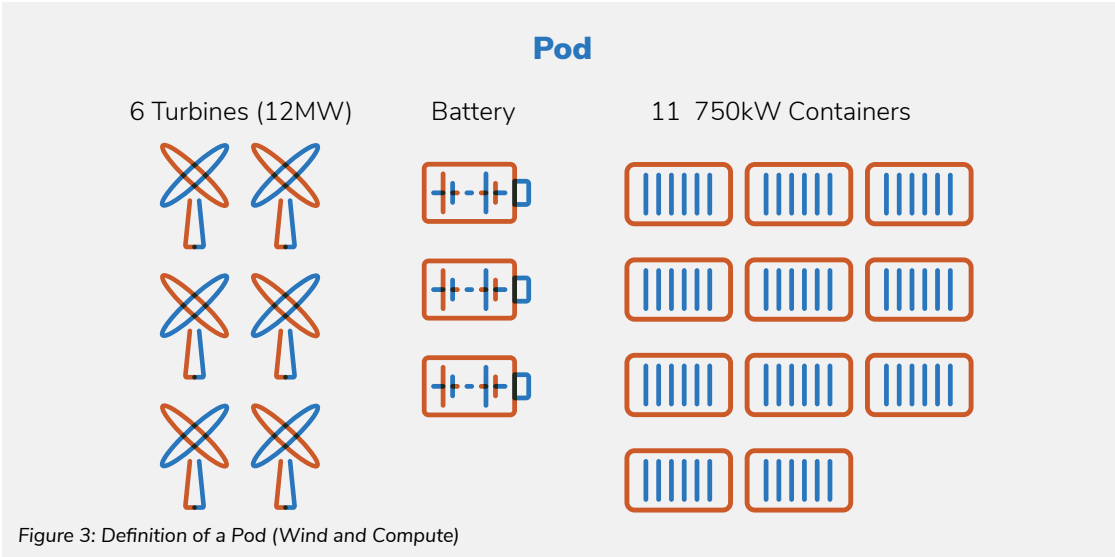 Pod
6 Turbines (12MW)
Battery
11  750kW Containers
Figure 3: Definition of a Pod (Wind and Compute)